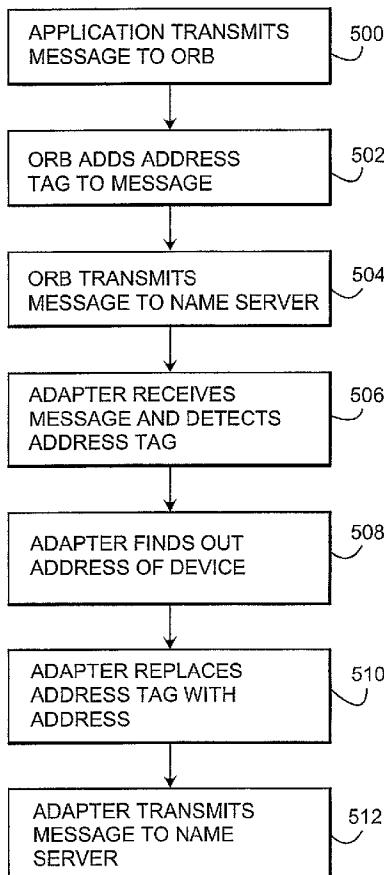 APPLICATION TRANSMITS
MESSAGE TO ORB
500
ORB ADDS ADDRESS
TAG TO MESSAGE
502
ORB TRANSMITS
MESSAGE TO NAME SERVER
504
ADAPTER RECEIVES
MESSAGE AND DETECTS
ADDRESS TAG
506
ADAPTER FINDS OUT
ADDRESS OF DEVICE
508
ADAPTER REPLACES
ADDRESS TAG WITH
ADDRESS
510
ADAPTER TRANSMITS
MESSAGE TO NAME
SERVER
512